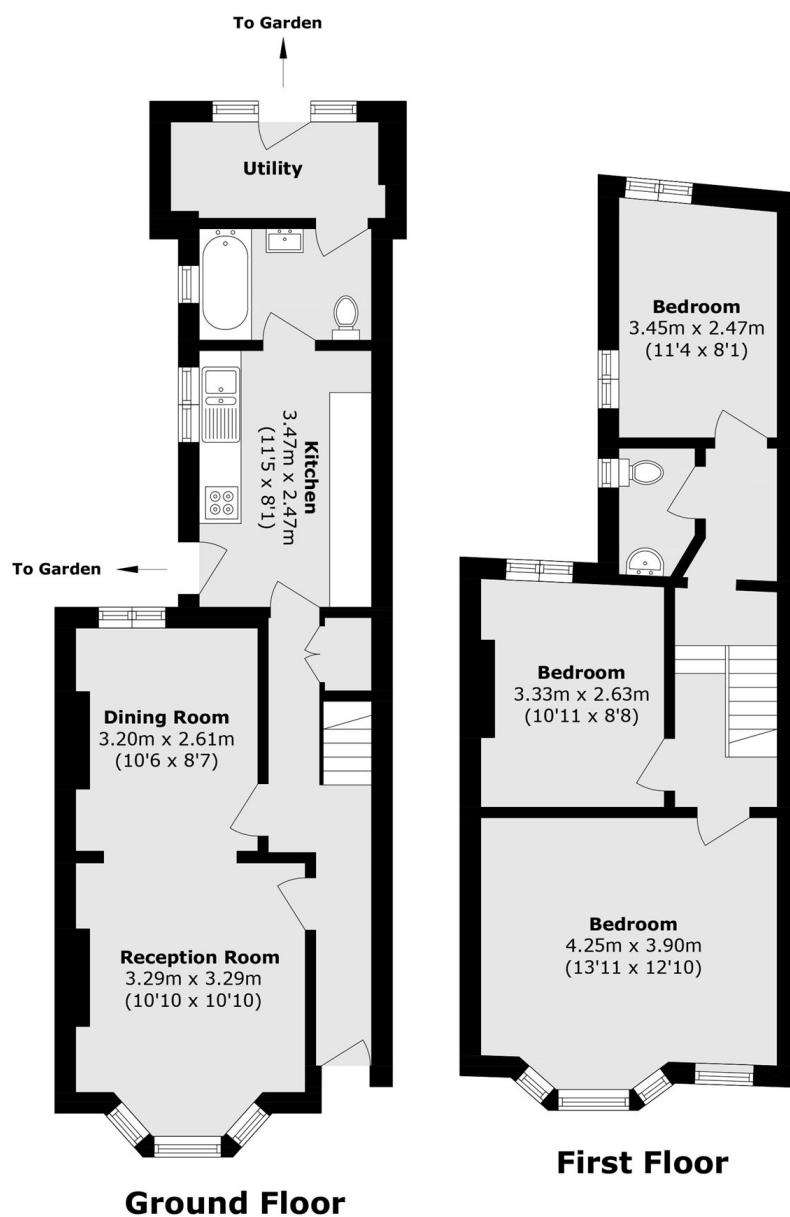 To Garden
Utility
Kitchen
3.47m x 2.47m
(11'5 x 8'1)
To Garden
Dining Room
3.20m x 2.61m
(10'6 x 8'7)
Reception Room
3.29m x 3.29m
(10'10 x 10'10)
Ground Floor
Bedroom
3.45m x 2.47m
(11'4 x 8'1)
Bedroom
3.33m x 2.63m
(10'11 x 8'8)
Bedroom
4.25m x 3.90m
(13'11 x 12'10)
First Floor